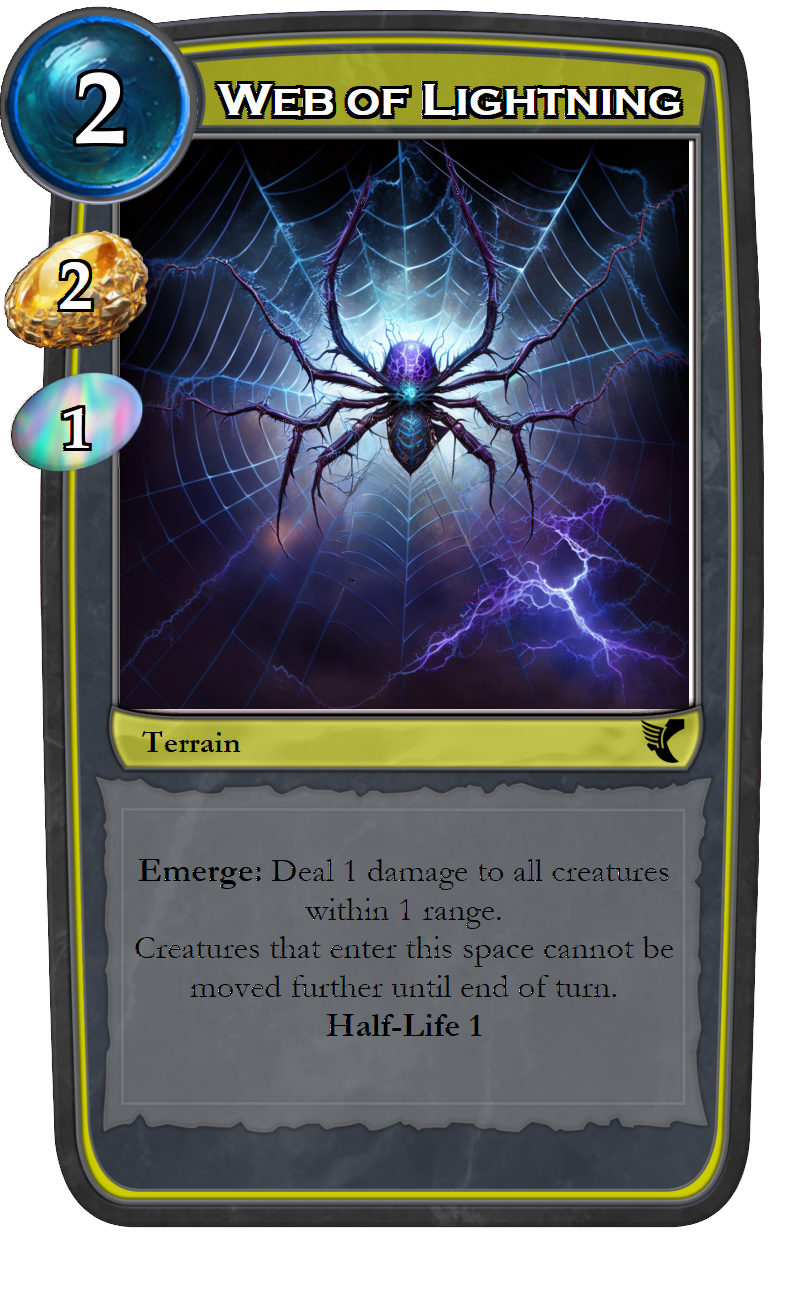 2
Web of Lightning
2
1
Terrain
Emerge: Deal 1 damage to all creatures
within 1 range.
Creatures that enter this space cannot be
moved further until end of turn.
Half-Life 1